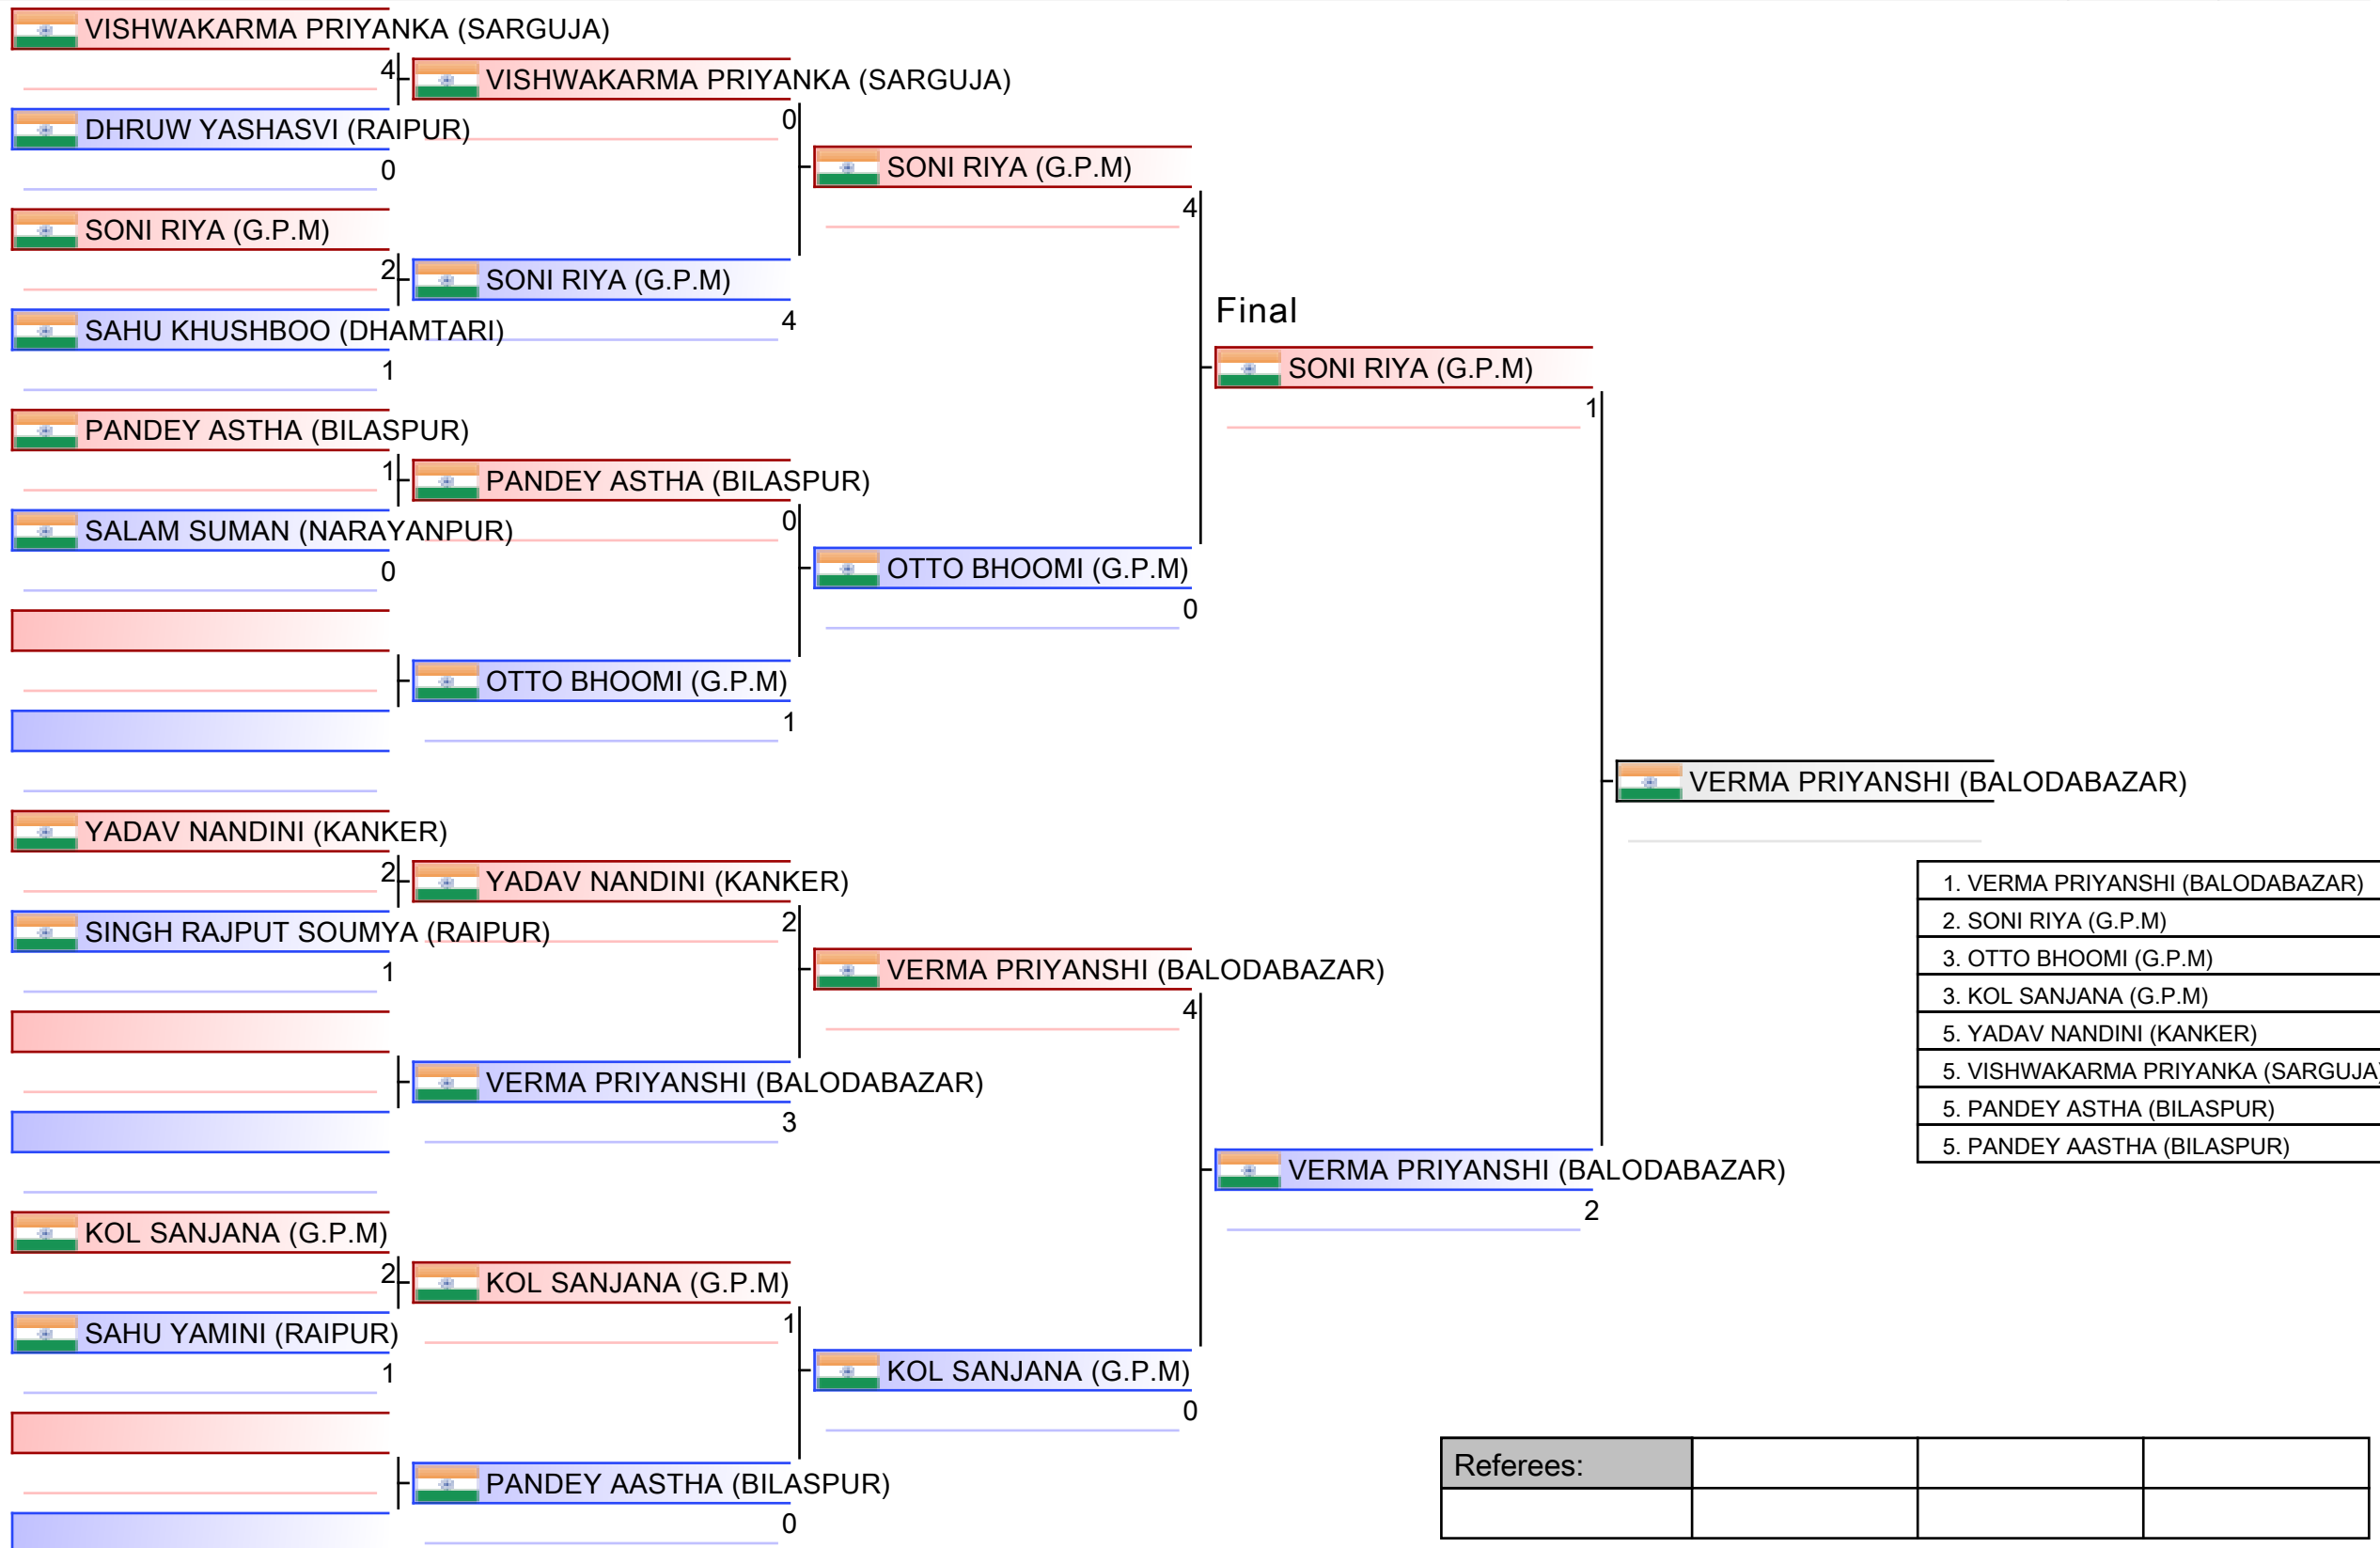 VISHWAKARMA PRIYANKA (SARGUJA)
4
VISHWAKARMA PRIYANKA (SARGUJA)
0
DHRUW YASHASVI (RAIPUR)
0
SONI RIYA (G.P.M)
4
SONI RIYA (G.P.M)
2
SONI RIYA (G.P.M)
4
SAHU KHUSHBOO (DHAMTARI)
1
Final
SONI RIYA (G.P.M)
1
PANDEY ASTHA (BILASPUR)
1
PANDEY ASTHA (BILASPUR)
0
SALAM SUMAN (NARAYANPUR)
0
OTTO BHOOMI (G.P.M)
0
OTTO BHOOMI (G.P.M)
1
VERMA PRIYANSHI (BALODABAZAR)
YADAV NANDINI (KANKER)
2
YADAV NANDINI (KANKER)
2
SINGH RAJPUT SOUMYA (RAIPUR)
1
VERMA PRIYANSHI (BALODABAZAR)
4
VERMA PRIYANSHI (BALODABAZAR)
3
VERMA PRIYANSHI (BALODABAZAR)
2
1. VERMA PRIYANSHI (BALODABAZAR)
2. SONI RIYA (G.P.M)
3. OTTO BHOOMI (G.P.M)
3. KOL SANJANA (G.P.M)
5. YADAV NANDINI (KANKER)
5. VISHWAKARMA PRIYANKA (SARGUJA)
5. PANDEY ASTHA (BILASPUR)
5. PANDEY AASTHA (BILASPUR)
KOL SANJANA (G.P.M)
2
KOL SANJANA (G.P.M)
1
SAHU YAMINI (RAIPUR)
1
KOL SANJANA (G.P.M)
0
PANDEY AASTHA (BILASPUR)
0
Referees: